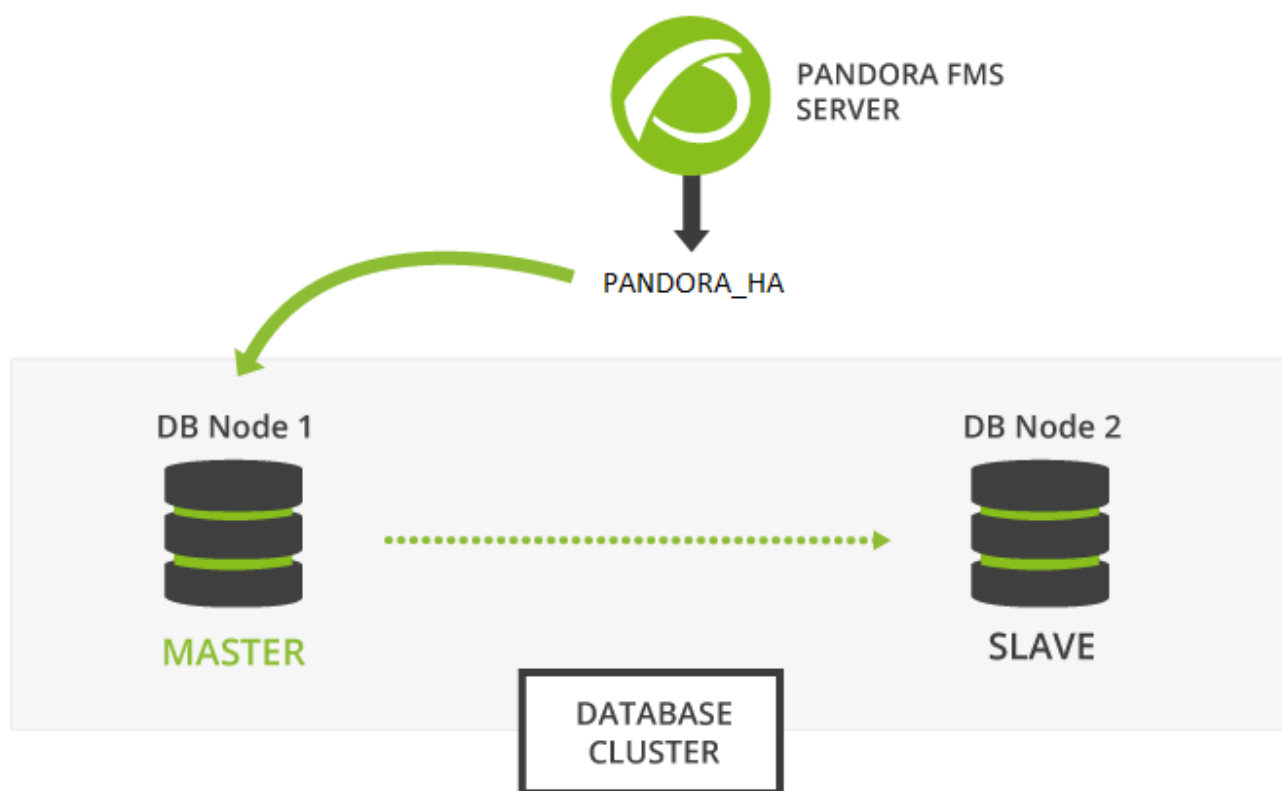 PANDORA FMS
SERVER
PANDORA_HA
DB Node 1
DB Node 2
MASTER
SLAVE
DATABASE
CLUSTER